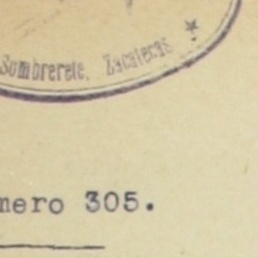 Sombrerete, Zacatecas
mero 305.